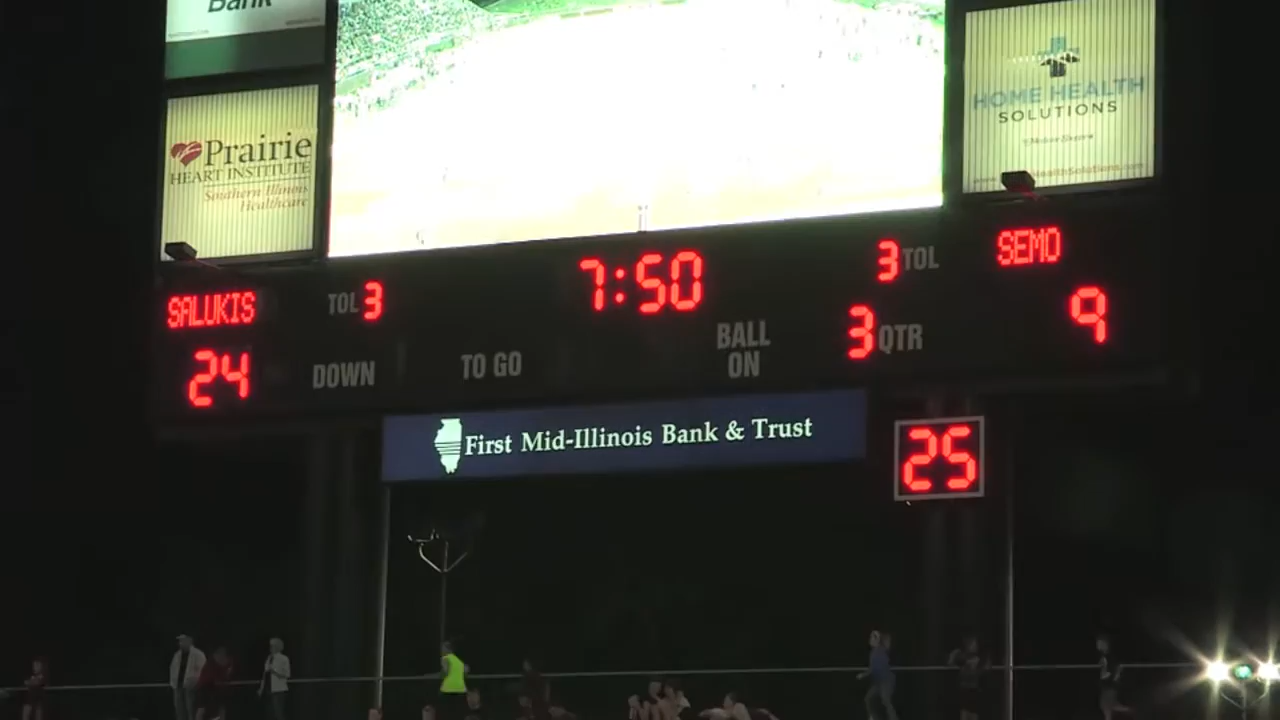 Bank
Prairie
HEART INSTITUTE
Southern Illinois
Healthcare
HOME HEALTH
SOLUTIONS
SALUKIS
TOL 3
7:50
3 TOL
SEMO
24
DOWN
TO GO
BALL
ON
3 QTR
9
First Mid-Illinois Bank & Trust
25